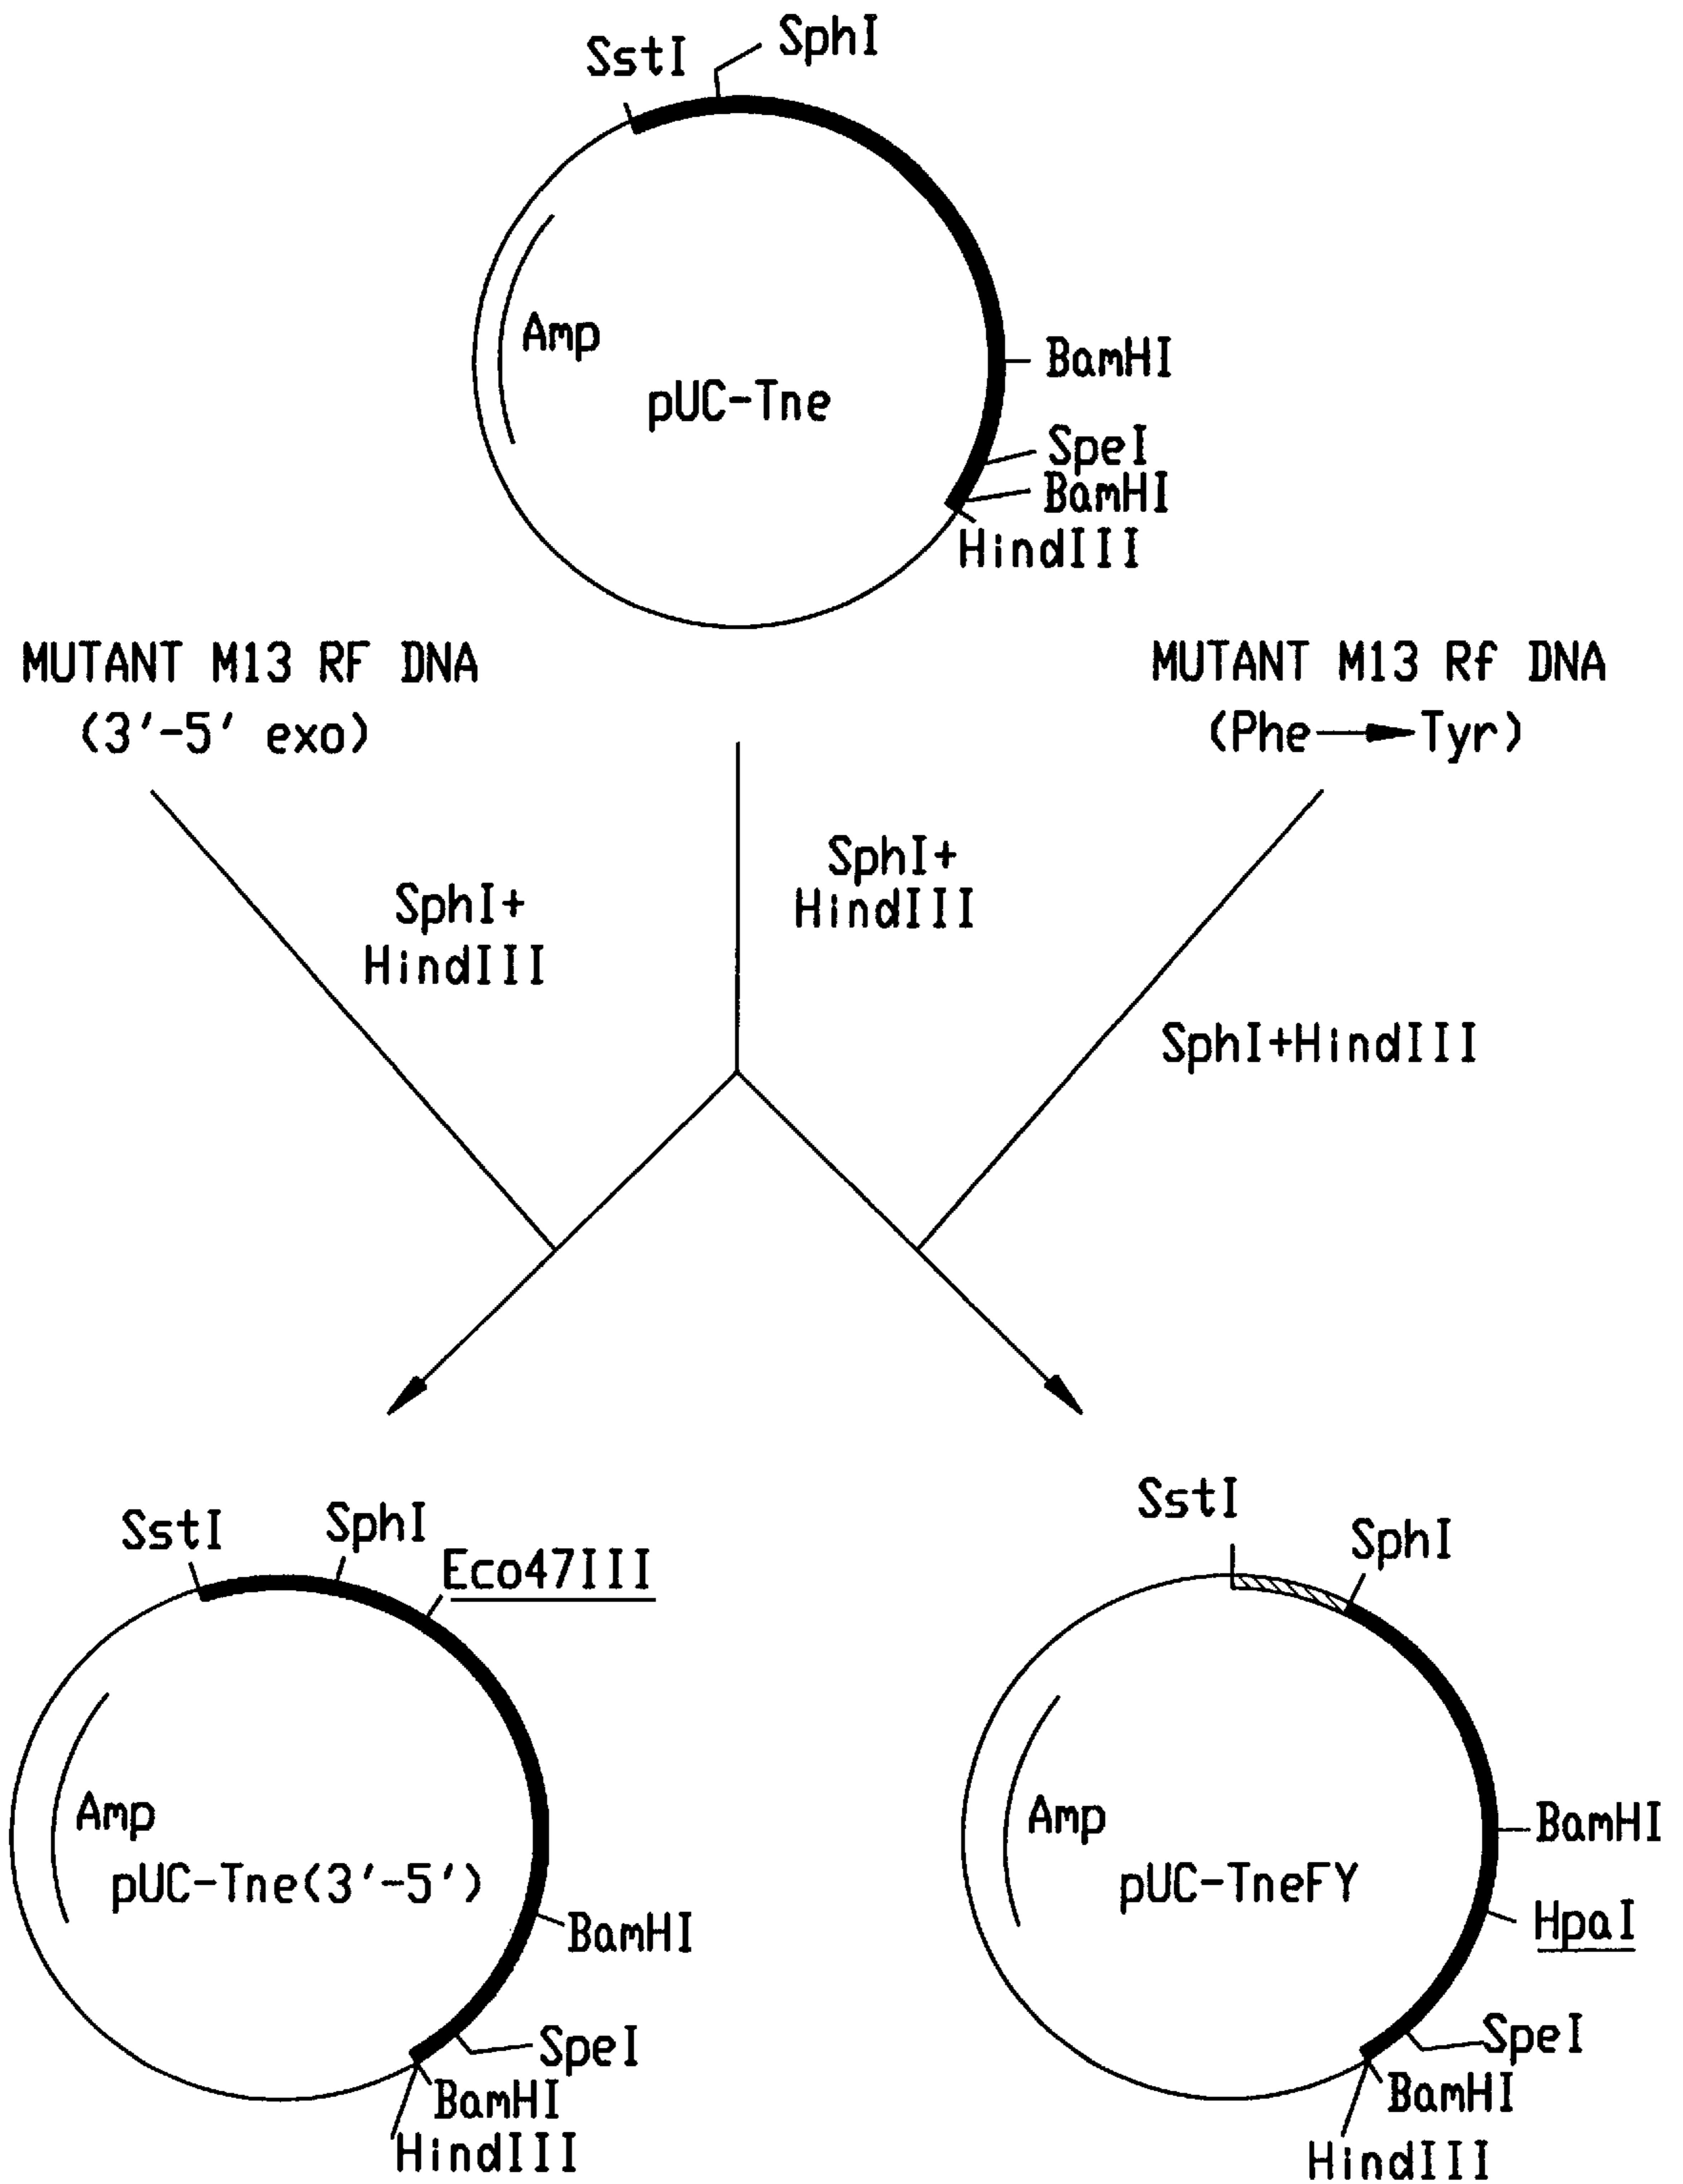 SstI
SphI
Amp
pUC-Tne
BamHI
SpeI
BamHI
HindIII
MUTANT M13 RF DNA
(3'-5' exo)
MUTANT M13 Rf DNA
(Phe→Tyr)
SphI+
HindIII
SphI+
HindIII
SphI+HindIII
SstI
SphI
Eco47III
Amp
pUC-Tne(3'-5')
BamHI
SpeI
BamHI
HindIII
SstI
SphI
Amp
pUC-TneFY
BamHI
HpaI
SpeI
BamHI
HindIII